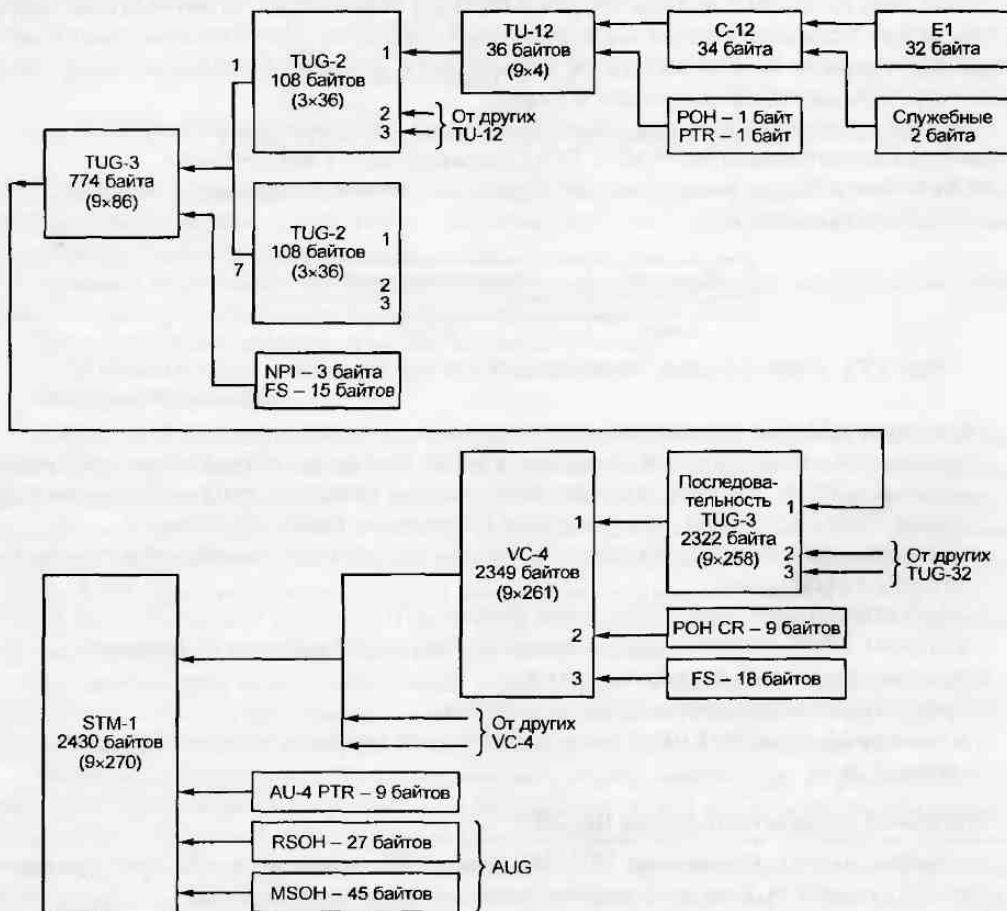 E1
32 байта
C-12
34 байта
TU-12
36 байтов
(9×4)
TUG-2
108 байтов
(3×36)
1
2
3
1
От других
TU-12
POH – 1 байт
PTR – 1 байт
Служебные
2 байта
TUG-3
774 байта
(9×86)
TUG-2
108 байтов
(3×36)
1
2
3
7
NPI – 3 байта
FS – 15 байтов
Последова-
тельность
TUG-3
2322 байта
(9×258)
1
2
3
От других
TUG-32
VC-4
2349 байтов
(9×261)
1
2
3
POH CR – 9 байтов
FS – 18 байтов
STM-1
2430 байтов
(9×270)
От других
VC-4
AU-4 PTR – 9 байтов
RSOH – 27 байтов
MSOH – 45 байтов
AUG